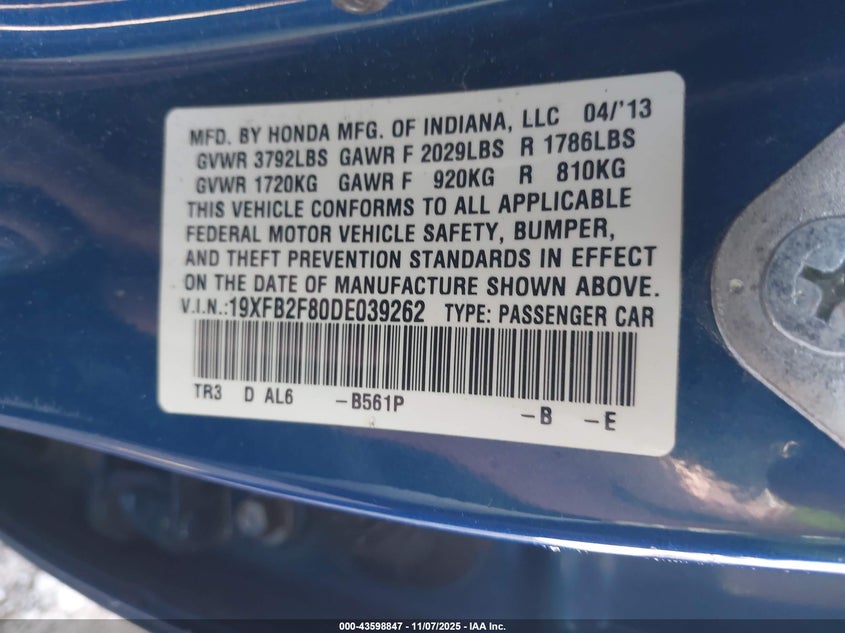 MFD. BY HONDA MFG. OF INDIANA, LLC 04/'13
GVWR 3792LBS GAWR F 2029LBS R 1786LBS
GVWR 1720KG GAWR F 920KG R 810KG
THIS VEHICLE CONFORMS TO ALL APPLICABLE
FEDERAL MOTOR VEHICLE SAFETY, BUMPER,
AND THEFT PREVENTION STANDARDS IN EFFECT
ON THE DATE OF MANUFACTURE SHOWN ABOVE.
V.I.N.:19XFB2F80DE039262 TYPE: PASSENGER CAR
TR3 D AL6 -B561P -B -E
000-43598847 - 11/07/2025 - IAA Inc.